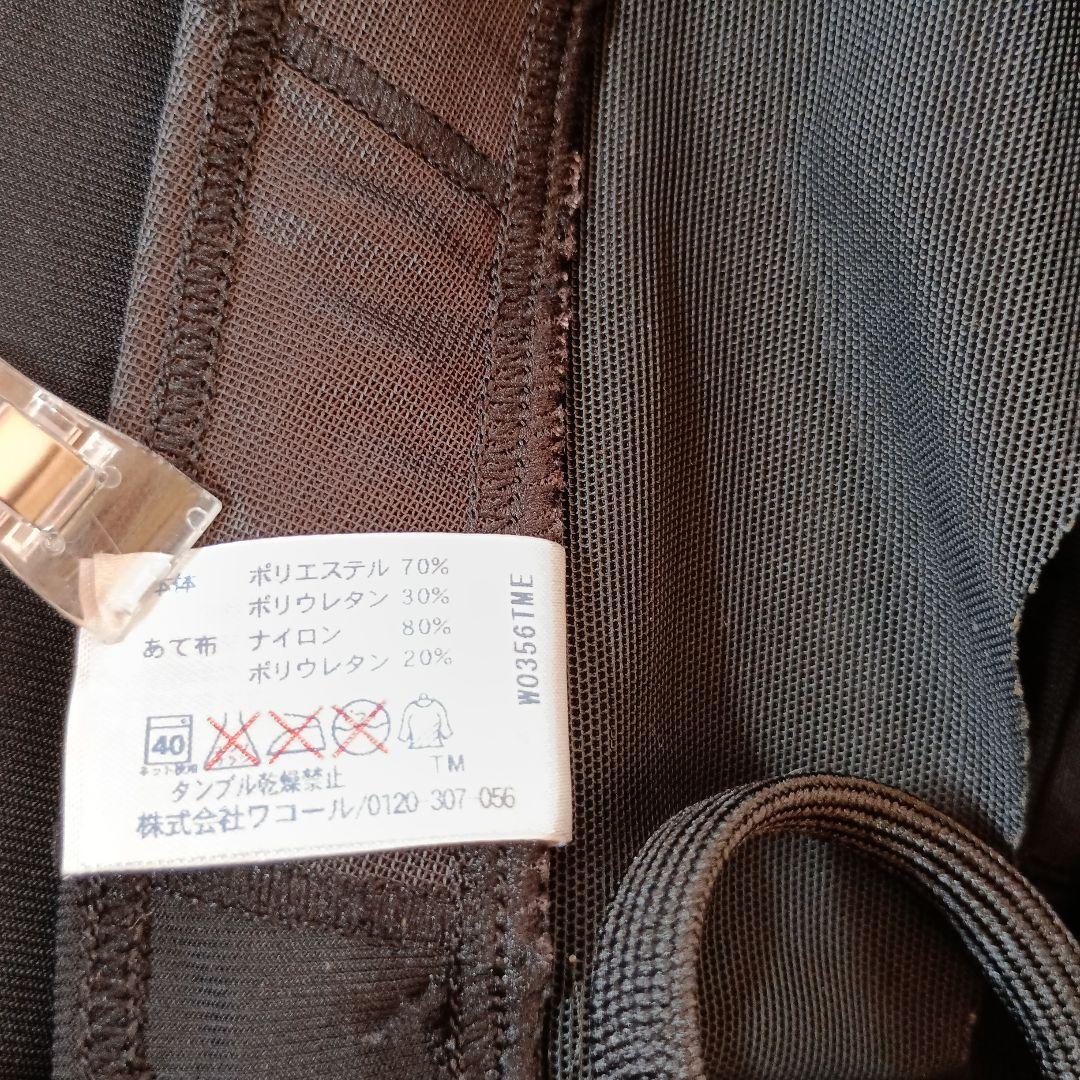 本体 ポリエステル 70%
ポリウレタン 30%
あて布 ナイロン 80%
ポリウレタン 20%
40
ネット使用
TM
タンブル乾燥禁止
株式会社ワコール/0120-307-056
W0356TME